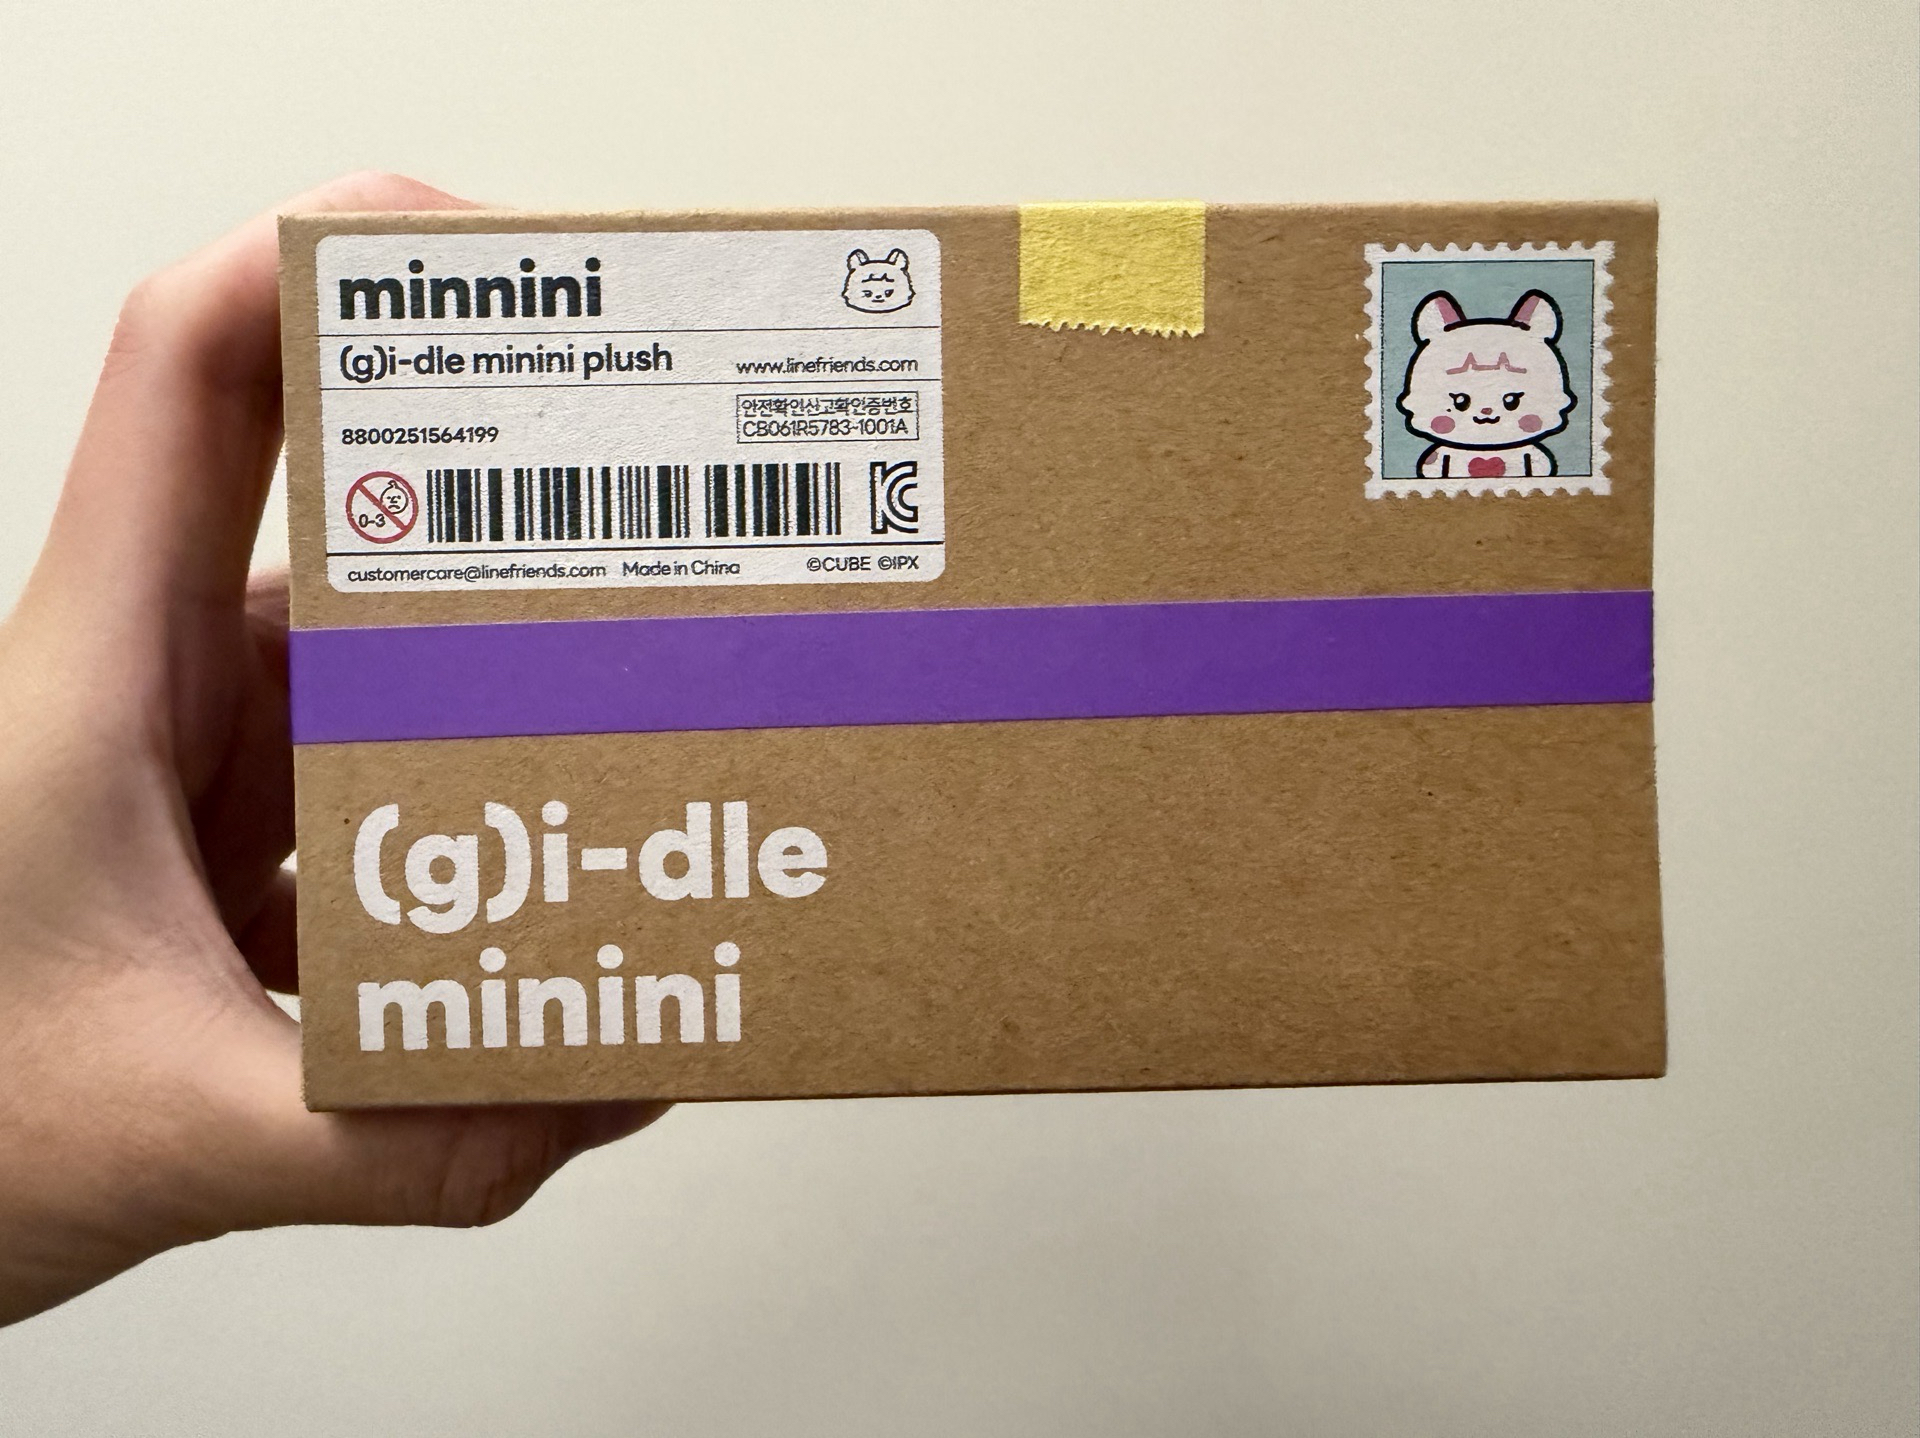 minnini
(g)i-dle minini plush
www.linefriends.com
8800251564199
안전확인신고확인증번호
CB061R5783-1001A
0-3
KC
customercare@linefriends.com Made in China ©CUBE ©IPX
(g)i-dle
minini